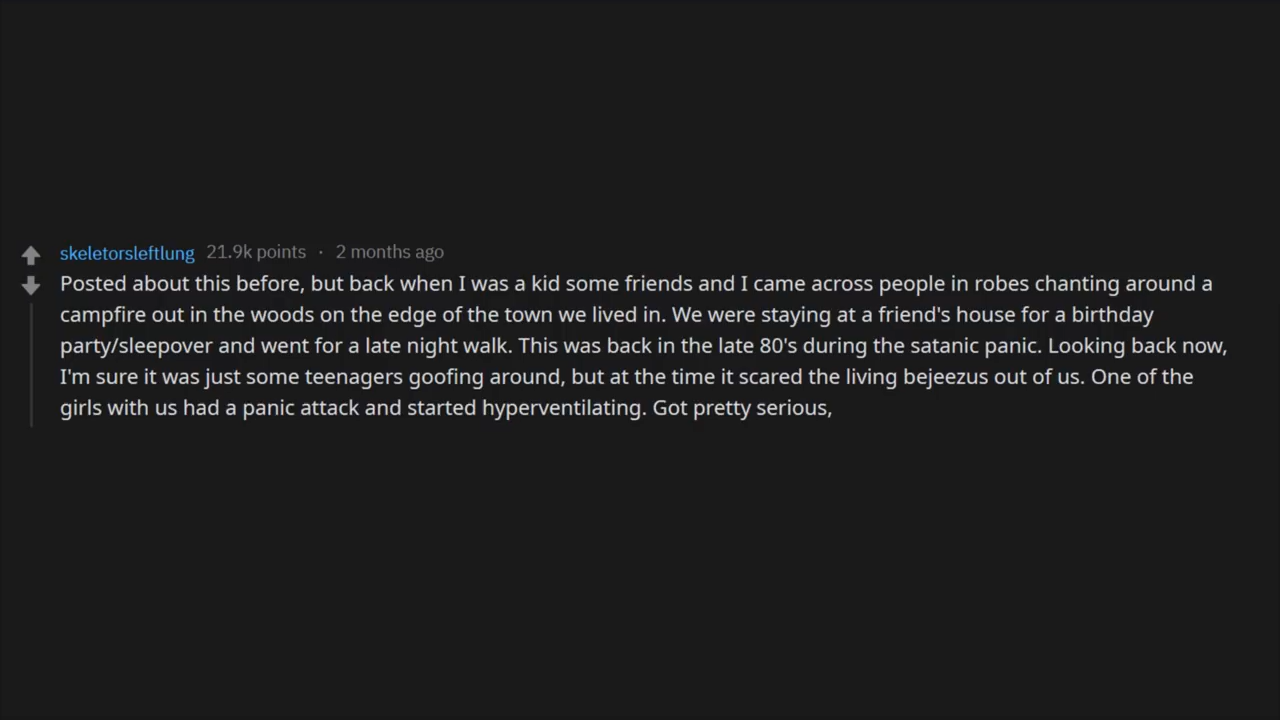 skeletorsleftlung 21.9k points · 2 months ago
Posted about this before, but back when I was a kid some friends and I came across people in robes chanting around a
campfire out in the woods on the edge of the town we lived in. We were staying at a friend's house for a birthday
party/sleepover and went for a late night walk. This was back in the late 80's during the satanic panic. Looking back now,
I'm sure it was just some teenagers goofing around, but at the time it scared the living bejeezus out of us. One of the
girls with us had a panic attack and started hyperventilating. Got pretty serious,